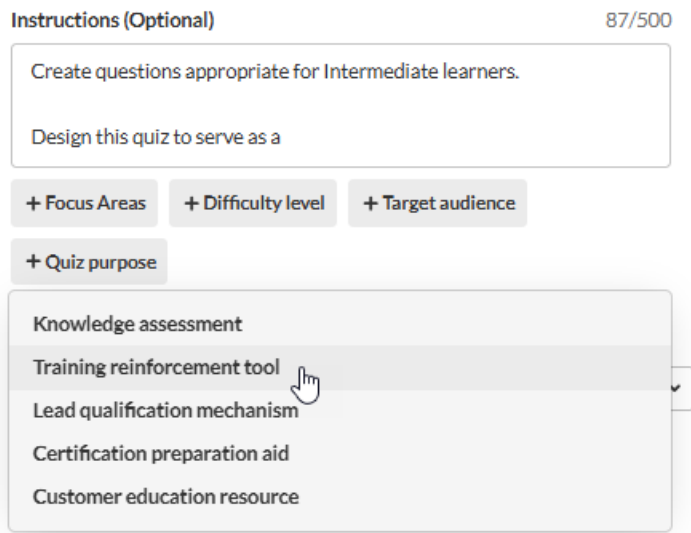 Instructions (Optional) 87/500
Create questions appropriate for Intermediate learners.
Design this quiz to serve as a
+ Focus Areas + Difficulty level + Target audience
+ Quiz purpose
Knowledge assessment
Training reinforcement tool
Lead qualification mechanism
Certification preparation aid
Customer education resource